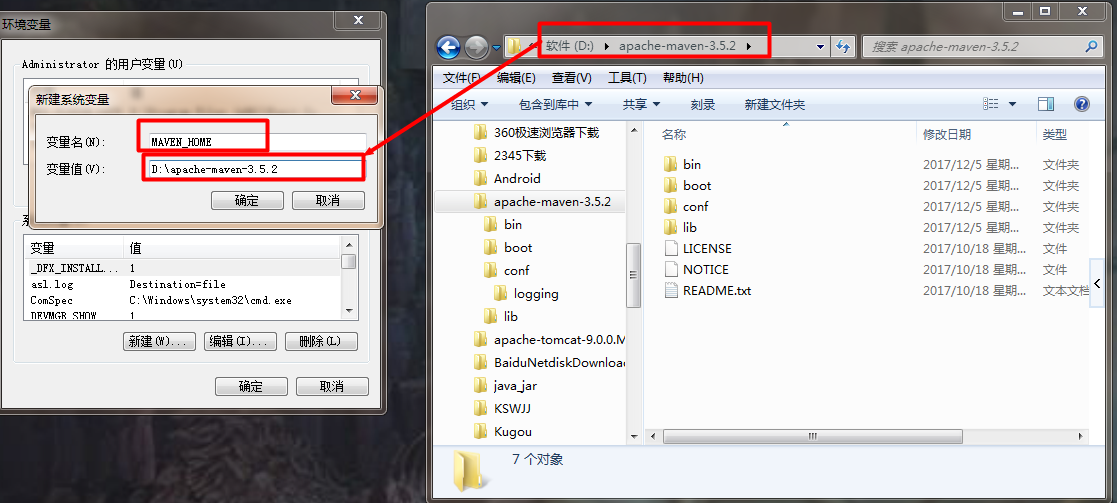 环境变量
Administrator 的用户变量(U)
新建系统变量
变量名(N):
MAVEN_HOME
变量值(V):
D:\apache-maven-3.5.2
确定
取消
变量
值
_DFX_INSTALL...
1
asl.log
Destination=file
ComSpec
C:\Windows\system32\cmd.exe
DEVMGR_SHOW
1
新建(W)...
编辑(I)...
删除(L)
确定
取消
软件 (D:)
apache-maven-3.5.2
搜索 apache-maven-3.5.2
文件(F)
编辑(E)
查看(V)
工具(T)
帮助(H)
组织
包含到库中
共享
刻录
新建文件夹
360极速浏览器下载
2345下载
Android
apache-maven-3.5.2
bin
boot
conf
logging
lib
apache-tomcat-9.0.0.M
BaiduNetdiskDownload
java_jar
KSWJJ
Kugou
名称
修改日期
类型
bin
2017/12/5 星期...
文件夹
boot
2017/12/5 星期...
文件夹
conf
2017/12/5 星期...
文件夹
lib
2017/12/5 星期...
文件夹
LICENSE
2017/10/18 星期...
文件
NOTICE
2017/10/18 星期...
文件
README.txt
2017/10/18 星期...
文本文档
7 个对象